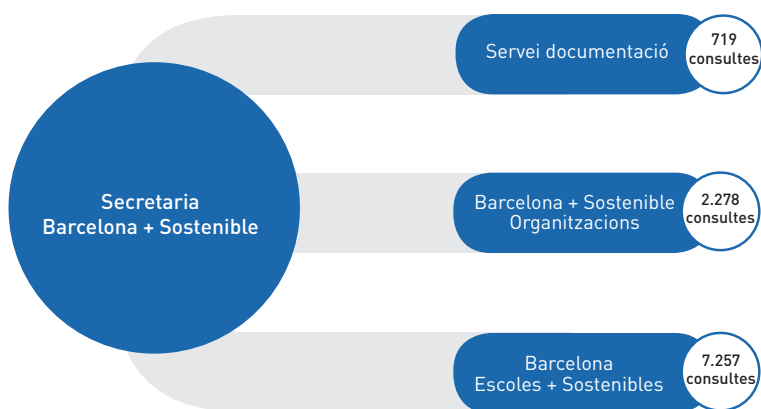 Servei documentació
719
consultes
Secretaria
Barcelona + Sostenible
Barcelona + Sostenible
Organitzacions
2.278
consultes
Barcelona
Escoles + Sostenibles
7.257
consultes